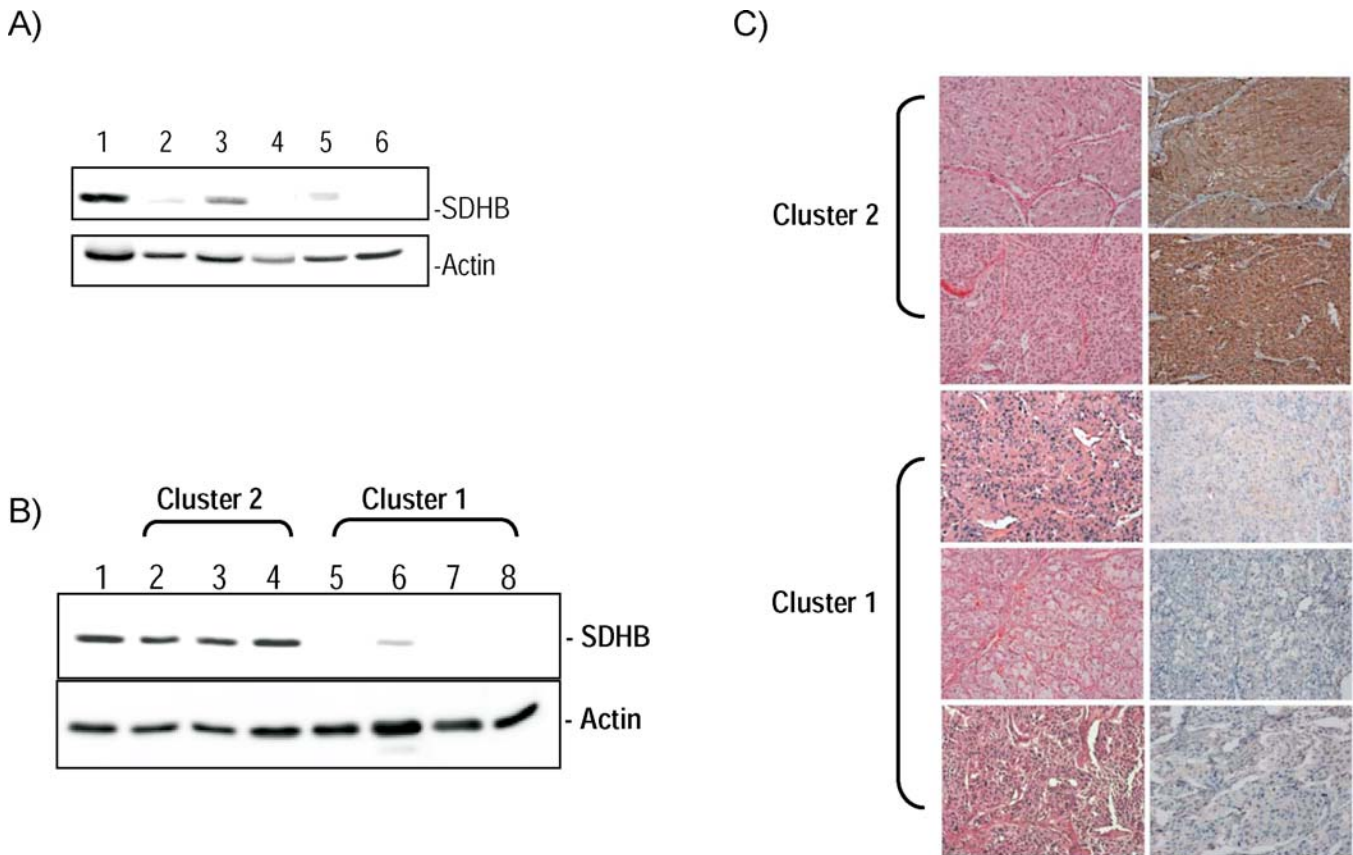 A)
1 2 3 4 5 6
-SDHB
-Actin
B)
Cluster 2 Cluster 1
1 2 3 4 5 6 7 8
- SDHB
- Actin
C)
Cluster 2
Cluster 1